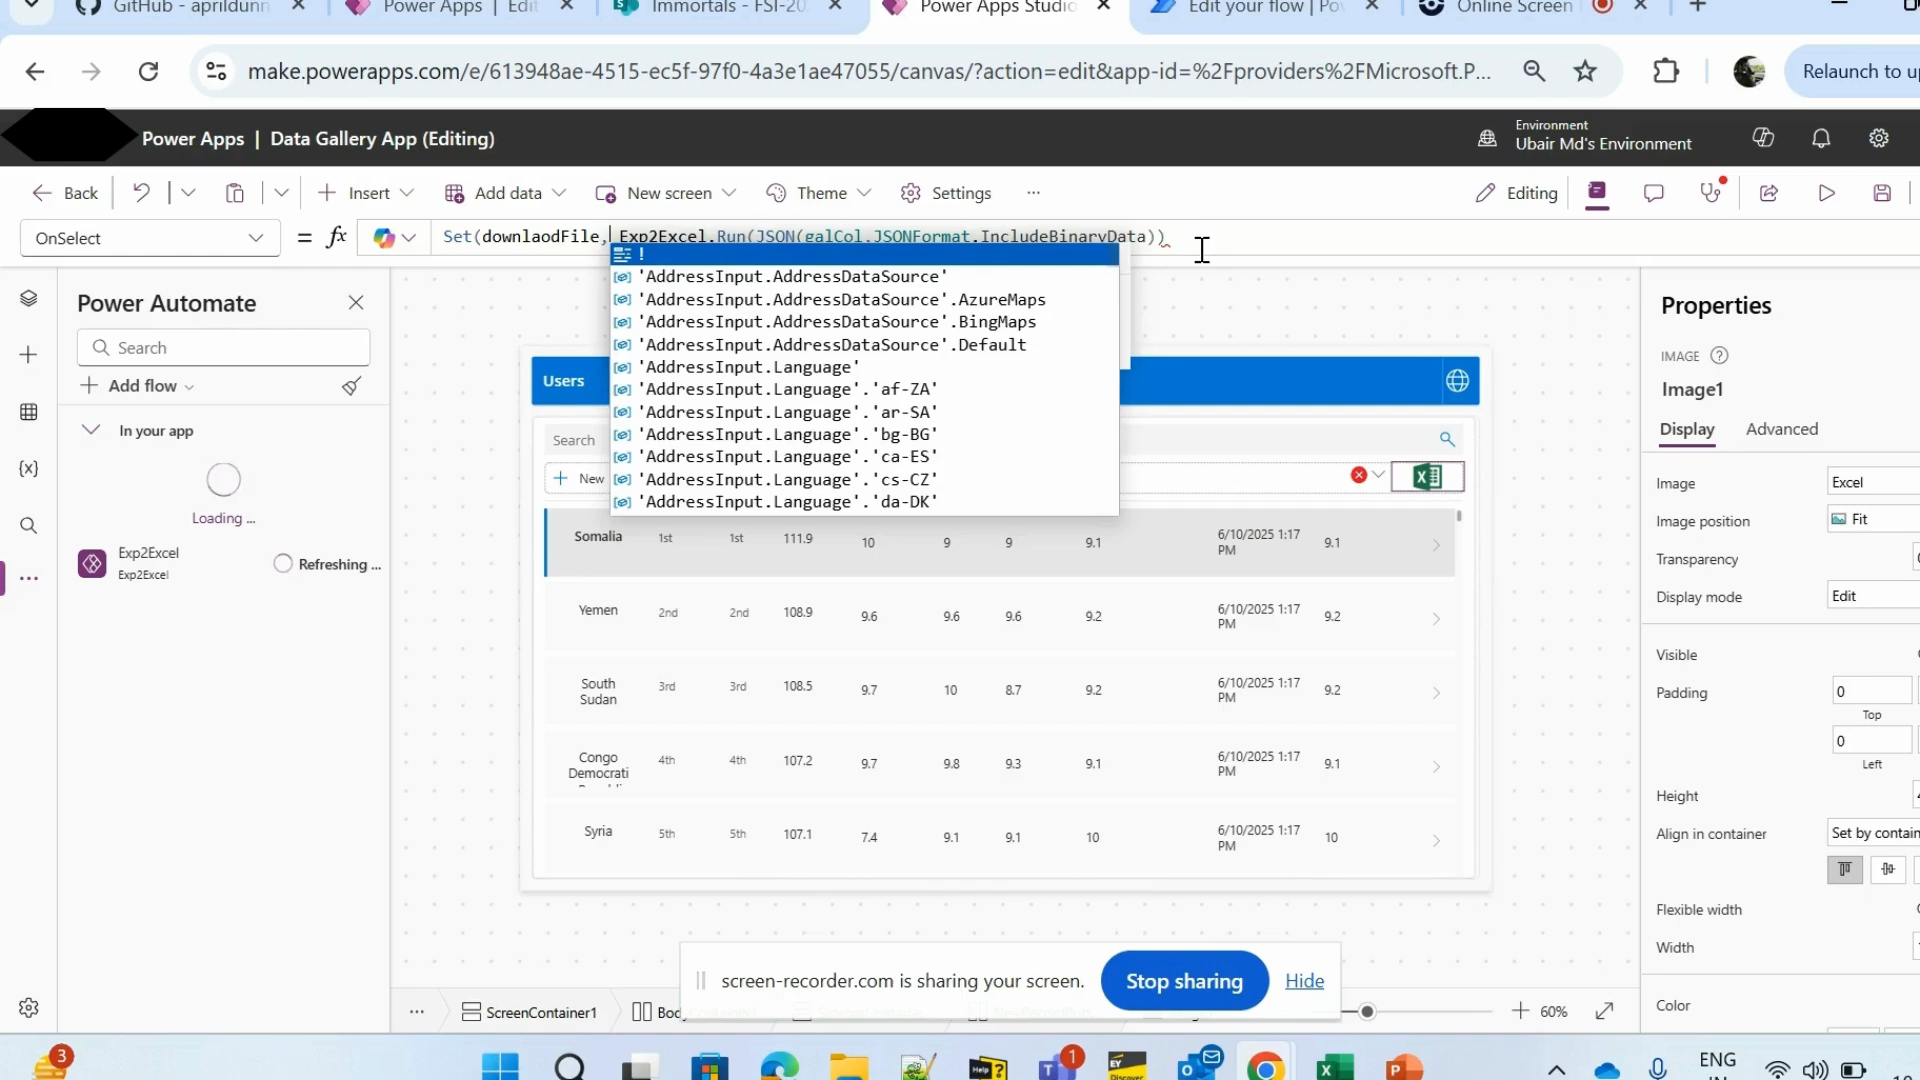 GitHub - aprildunn
Power Apps | Edit
Immortals - FSI-20
Power Apps Studio
Edit your flow | Po
Online Screen
make.powerapps.com/e/613948ae-4515-ec5f-97f0-4a3e1ae47055/canvas/?action=edit&app-id=%2Fproviders%2FMicrosoft.P...
Relaunch to u
Power Apps | Data Gallery App (Editing)
Environment
Ubair Md's Environment
Back
Insert
Add data
New screen
Theme
Settings
...
Editing
OnSelect
= fx
Set(downlaodFile, Exp2Excel.Run(JSON(galCol,JSONFormat.IncludeBinaryData))
Power Automate
Search
Add flow
In your app
Loading ...
Exp2Excel
Exp2Excel
Refreshing ...
!
'AddressInput.AddressDataSource'
'AddressInput.AddressDataSource'.AzureMaps
'AddressInput.AddressDataSource'.BingMaps
'AddressInput.AddressDataSource'.Default
'AddressInput.Language'
'AddressInput.Language'.'af-ZA'
'AddressInput.Language'.'ar-SA'
'AddressInput.Language'.'bg-BG'
'AddressInput.Language'.'ca-ES'
'AddressInput.Language'.'cs-CZ'
'AddressInput.Language'.'da-DK'
Users
Search
New
Somalia 1st 1st 111.9 10 9 9 9.1 6/10/2025 1:17 9.1
PM
Yemen 2nd 2nd 108.9 9.6 9.6 9.6 9.2 6/10/2025 1:17 9.2
PM
South 3rd 3rd 108.5 9.7 10 8.7 9.2 6/10/2025 1:17 9.2
Sudan PM
Congo 4th 4th 107.2 9.7 9.8 9.3 9.1 6/10/2025 1:17 9.1
Democrati PM
Syria 5th 5th 107.1 7.4 9.1 9.1 10 6/10/2025 1:17 10
PM
Properties
IMAGE ?
Image1
Display
Advanced
Image
Excel
Image position
Fit
Transparency
Display mode
Edit
Visible
Padding
0
Top
0
Left
Height
Align in container
Set by contain
Flexible width
Width
Color
screen-recorder.com is sharing your screen.
Stop sharing
Hide
...
ScreenContainer1
60%
3
1
Help ?
EY
Discover
ENG
IN